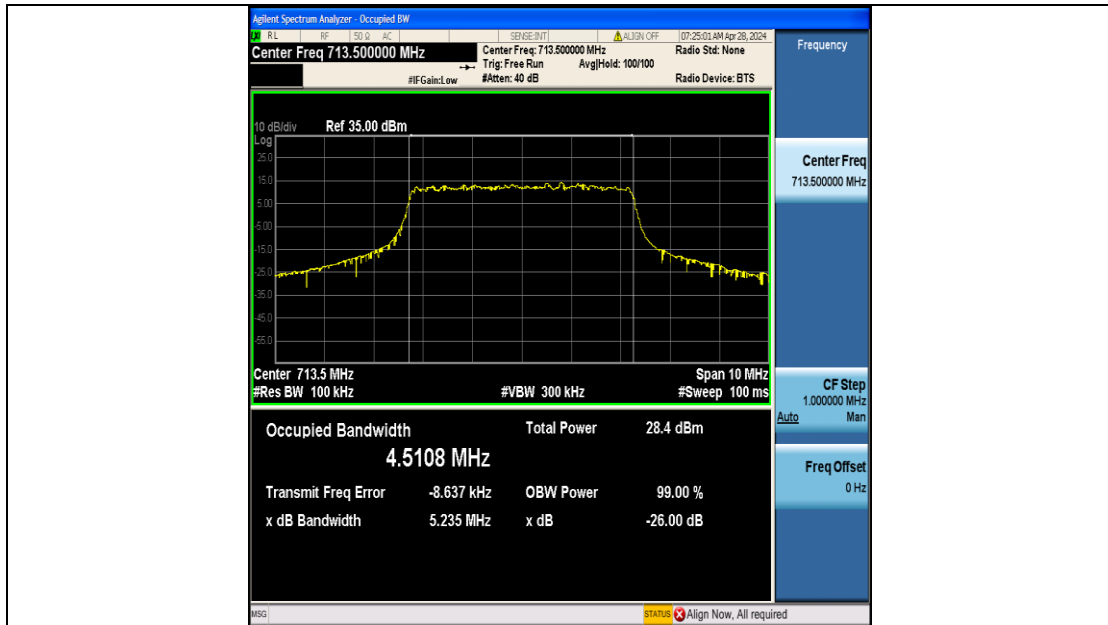 Agilent Spectrum Analyzer - Occupied BW
RL RF 50 Ω AC SENSE:INT ALIGN OFF 07:25:01 AM Apr 28, 2024
Center Freq 713.500000 MHz
Center Freq: 713.500000 MHz Radio Std: None
Trig: Free Run Avg|Hold: 100/100
#IFGain:Low #Atten: 40 dB Radio Device: BTS
10 dB/div Ref 35.00 dBm
Log
25.0
15.0
5.00
-5.00
-15.0
-25.0
-35.0
-45.0
-55.0
Center 713.5 MHz Span 10 MHz
#Res BW 100 kHz #VBW 300 kHz #Sweep 100 ms
Occupied Bandwidth Total Power 28.4 dBm
4.5108 MHz
Transmit Freq Error -8.637 kHz OBW Power 99.00 %
x dB Bandwidth 5.235 MHz x dB -26.00 dB
Frequency
Center Freq
713.500000 MHz
CF Step
1.000000 MHz
Auto Man
Freq Offset
0 Hz
MSG STATUS Align Now, All required